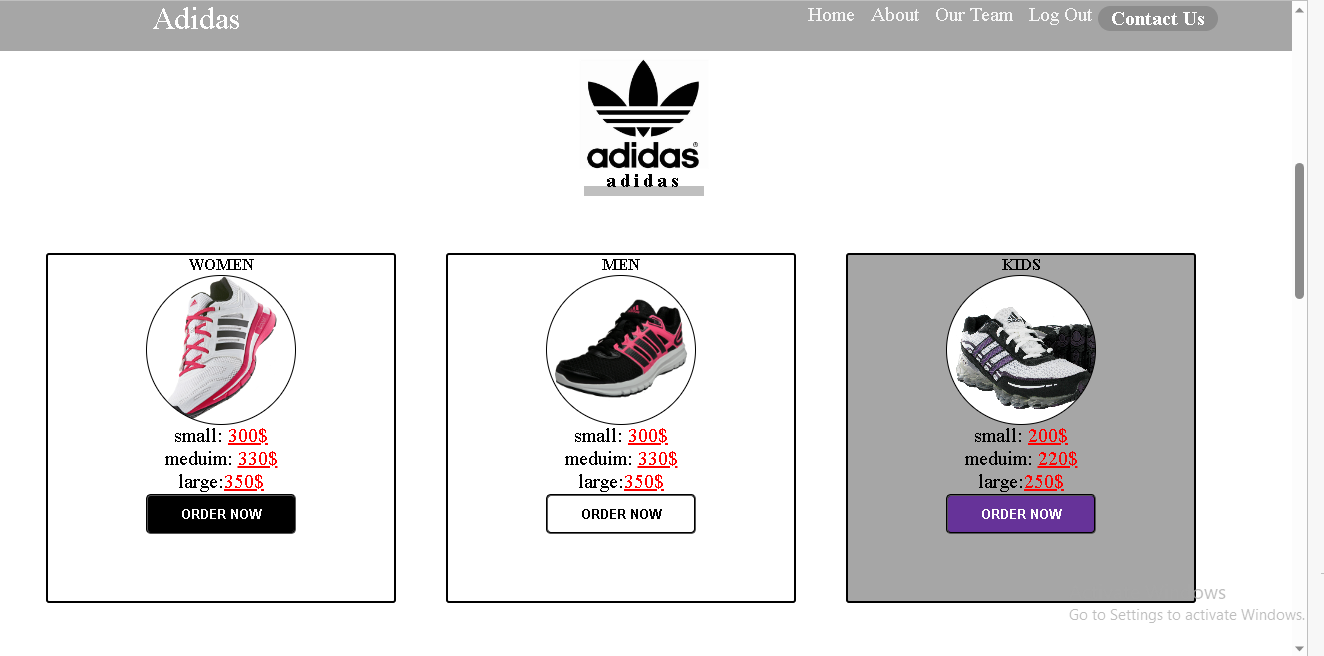 Adidas
Home About Our Team Log Out Contact Us
adidas
adidas
WOMEN
small: 300$
meduim: 330$
large:350$
ORDER NOW
MEN
small: 300$
meduim: 330$
large:350$
ORDER NOW
KIDS
small: 200$
meduim: 220$
large:250$
ORDER NOW
Go to Settings to activate Windows.